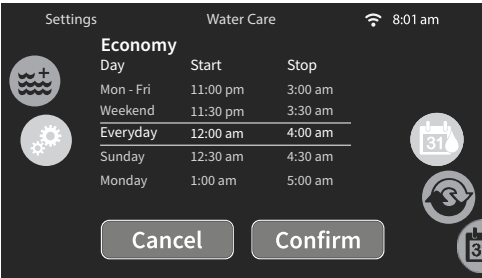 Settings Water Care 8:01 am
Economy
Day Start Stop
Mon - Fri 11:00 pm 3:00 am
Weekend 11:30 pm 3:30 am
Everyday 12:00 am 4:00 am
Sunday 12:30 am 4:30 am
Monday 1:00 am 5:00 am
31
3
Cancel Confirm